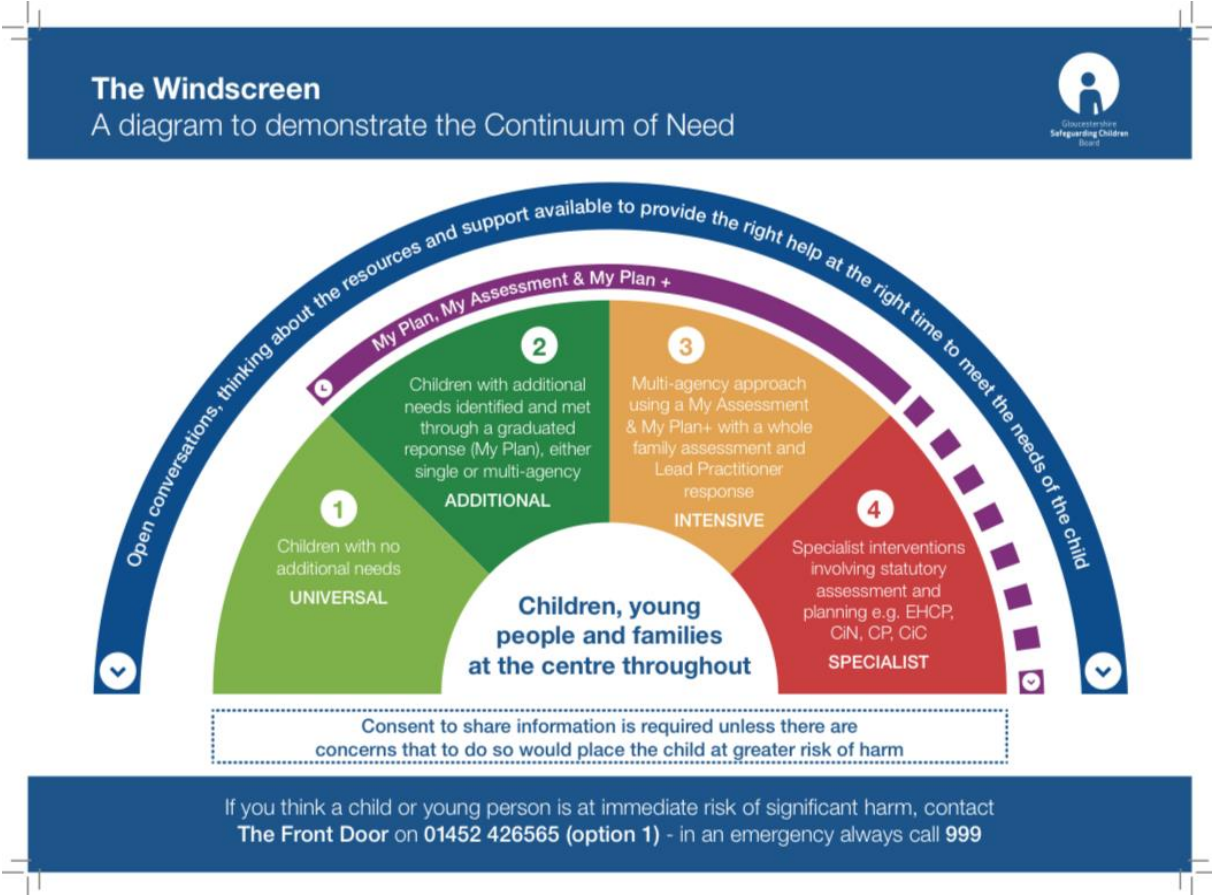 The Windscreen
A diagram to demonstrate the Continuum of Need
Gloucestershire
Safeguarding Children
Board
Open conversations, thinking about the resources and support available to provide the right help at the right time to meet the needs of the child
My Plan, My Assessment & My Plan +
1
Children with no
additional needs
UNIVERSAL
2
Children with additional
needs identified and met
through a graduated
reponse (My Plan), either
single or multi-agency
ADDITIONAL
3
Multi-agency approach
using a My Assessment
& My Plan+ with a whole
family assessment and
Lead Practitioner
response
INTENSIVE
4
Specialist interventions
involving statutory
assessment and
planning e.g. EHCP,
CiN, CP, CiC
SPECIALIST
Children, young
people and families
at the centre throughout
Consent to share information is required unless there are
concerns that to do so would place the child at greater risk of harm
If you think a child or young person is at immediate risk of significant harm, contact
The Front Door on 01452 426565 (option 1) - in an emergency always call 999